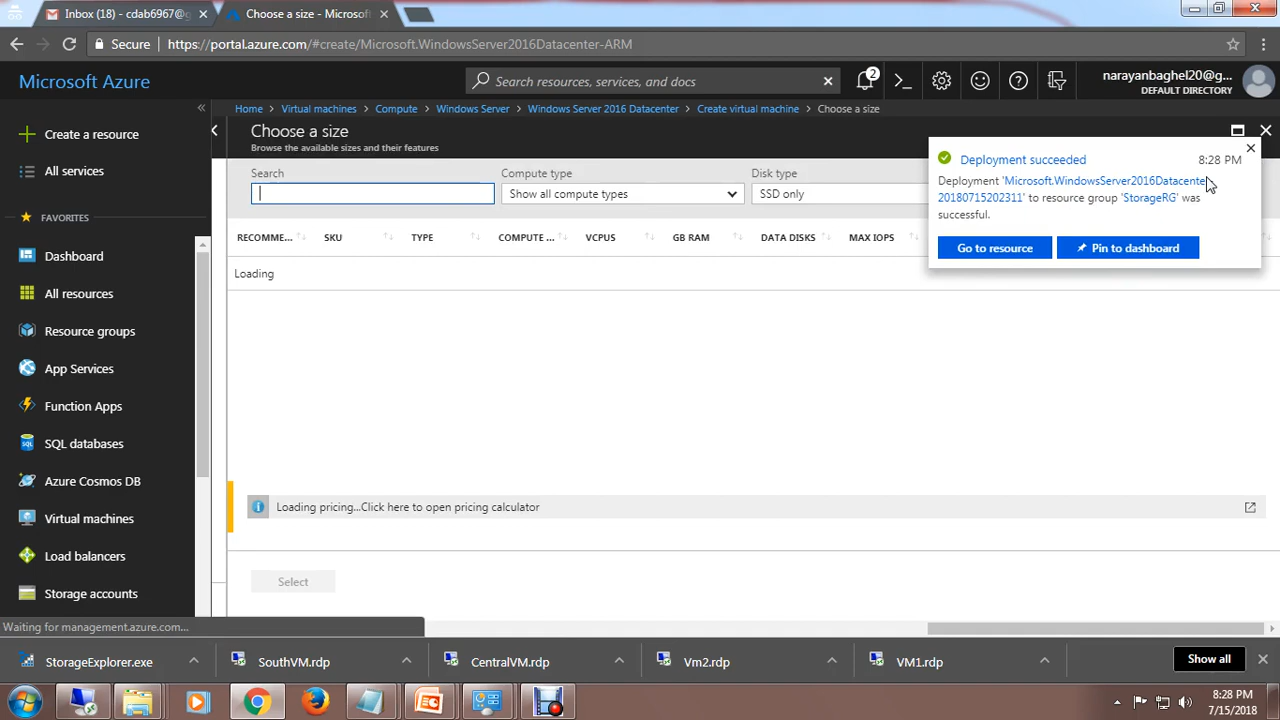 Inbox (18) - cdab6967@g
Choose a size - Microsoft
Secure
https://portal.azure.com/#create/Microsoft.WindowsServer2016Datacenter-ARM
Microsoft Azure
Search resources, services, and docs
2
narayanbaghel20@g...
DEFAULT DIRECTORY
Home
Virtual machines
Compute
Windows Server
Windows Server 2016 Datacenter
Create virtual machine
Choose a size
Create a resource
All services
FAVORITES
Dashboard
All resources
Resource groups
App Services
Function Apps
SQL databases
Azure Cosmos DB
Virtual machines
Load balancers
Storage accounts
Choose a size
Browse the available sizes and their features
Search
Compute type
Disk type
Show all compute types
SSD only
RECOMME...
SKU
TYPE
COMPUTE ...
VCPUS
GB RAM
DATA DISKS
MAX IOPS
Loading
Deployment succeeded
8:28 PM
Deployment 'Microsoft.WindowsServer2016Datacenter
20180715202311' to resource group 'StorageRG' was
successful.
Go to resource
Pin to dashboard
Loading pricing...Click here to open pricing calculator
Select
Waiting for management.azure.com...
StorageExplorer.exe
SouthVM.rdp
CentralVM.rdp
Vm2.rdp
VM1.rdp
Show all
8:28 PM
7/15/2018